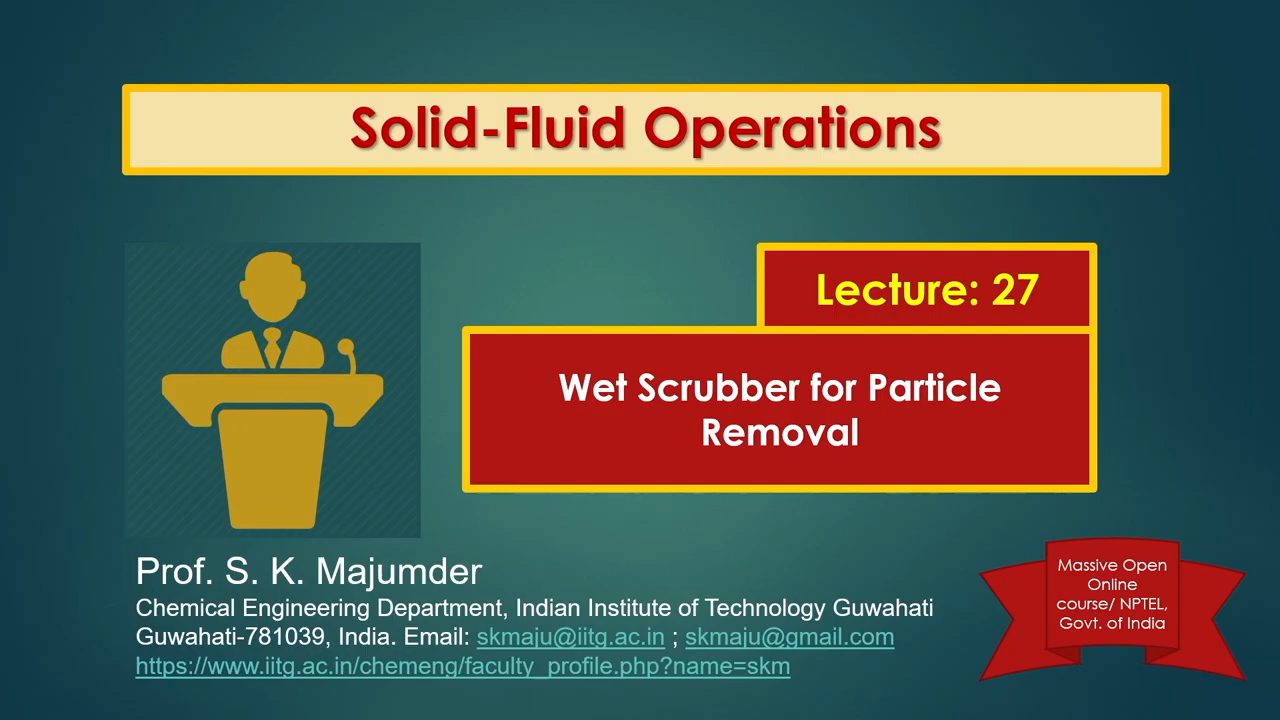 Solid-Fluid Operations
Lecture: 27
Wet Scrubber for Particle
Removal
Prof. S. K. Majumder
Chemical Engineering Department, Indian Institute of Technology Guwahati
Guwahati-781039, India. Email: skmaju@iitg.ac.in ; skmaju@gmail.com
https://www.iitg.ac.in/chemeng/faculty_profile.php?name=skm
Massive Open
Online
course/ NPTEL,
Govt. of India